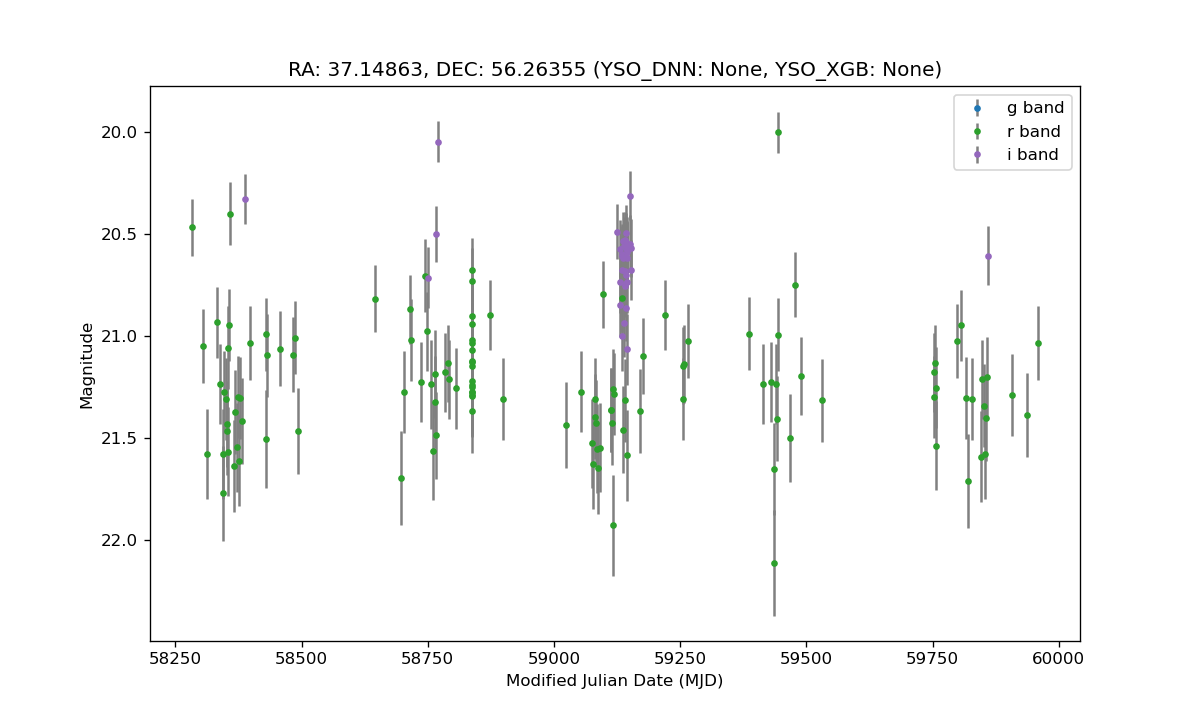 RA: 37.14863, DEC: 56.26355 (YSO_DNN: None, YSO_XGB: None)
g band
r band
i band
20.0
20.5
21.0
21.5
22.0
Magnitude
58250 58500 58750 59000 59250 59500 59750 60000
Modified Julian Date (MJD)